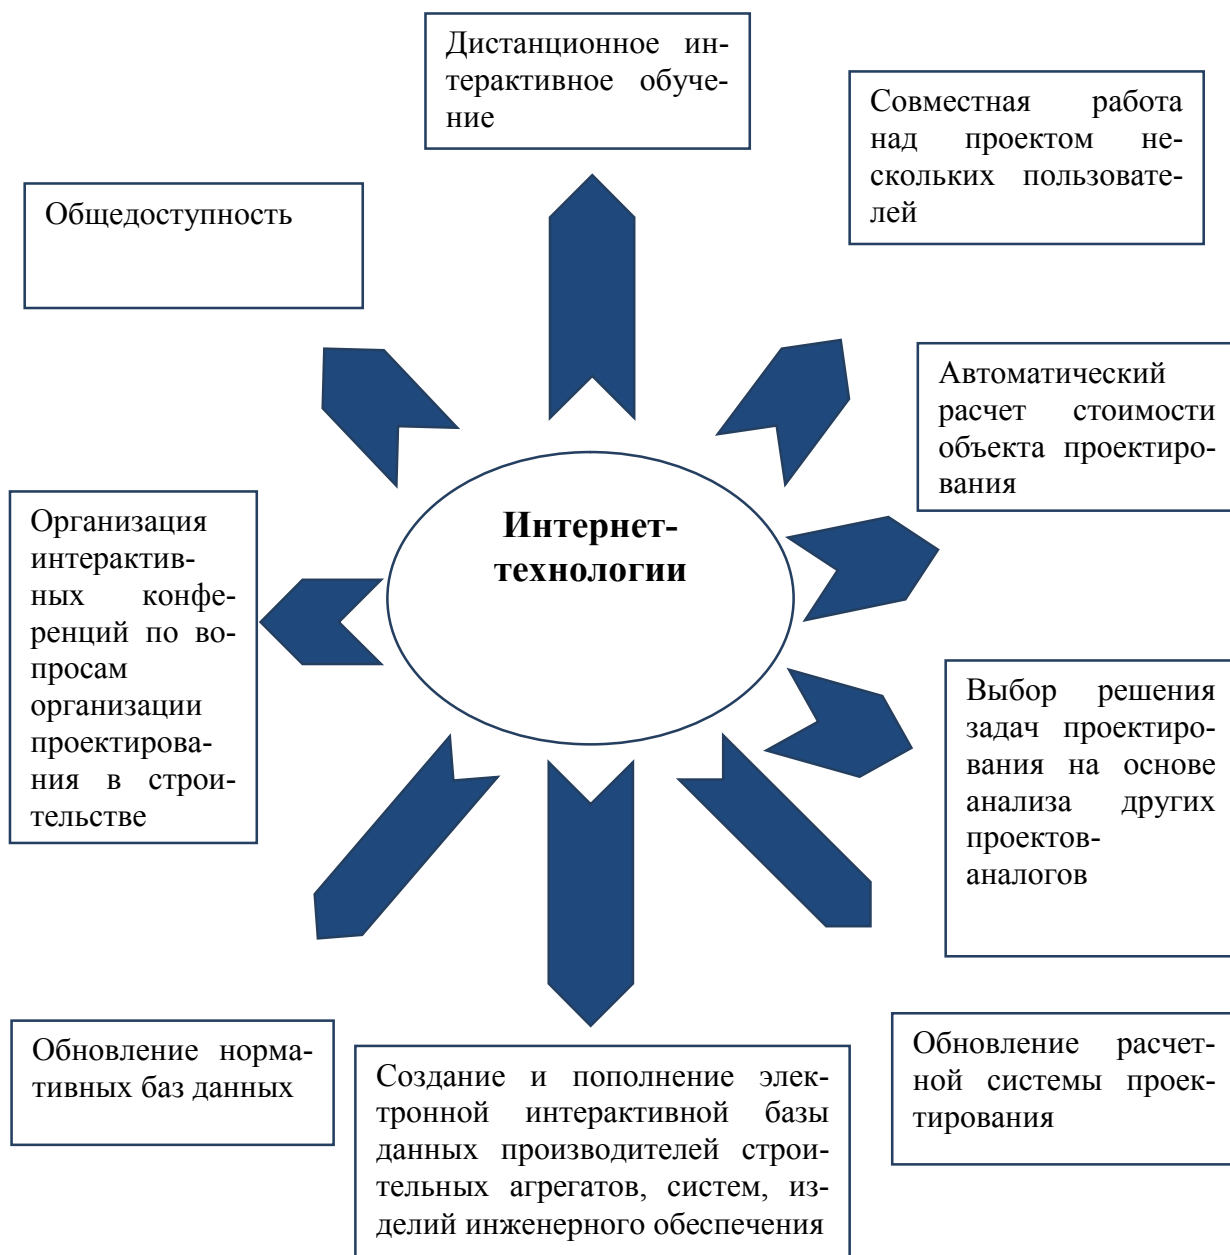 Дистанционное ин-
терактивное обуче-
ние
Совместная работа
над проектом не-
скольких пользовате-
лей
Общедоступность
Автоматический
расчет стоимости
объекта проектиро-
вания
Интернет-
технологии
Организация
интерактив-
ных конфе-
ренций по во-
просам
организации
проектирова-
ния в строи-
тельстве
Выбор решения
задач проектиро-
вания на основе
анализа других
проектов-
аналогов
Обновление норма-
тивных баз данных
Создание и пополнение элек-
тронной интерактивной базы
данных производителей строи-
тельных агрегатов, систем, из-
делий инженерного обеспечения
Обновление расчет-
ной системы проек-
тирования